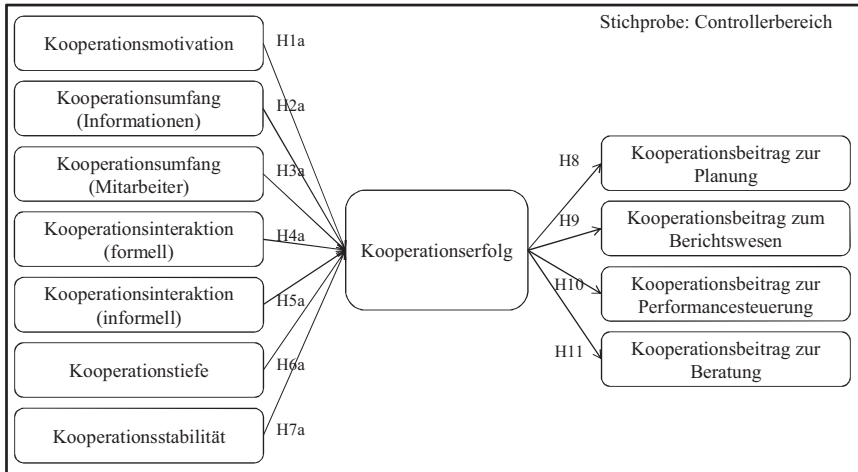 Stichprobe: Controllerbereich
Kooperationsmotivation
H1a
Kooperationsumfang
(Informationen)
H2a
Kooperationsumfang
(Mitarbeiter)
H3a
Kooperationsinteraktion
(formell)
H4a
Kooperationsinteraktion
(informell)
H5a
Kooperationstiefe
H6a
Kooperationsstabilität
H7a
Kooperationserfolg
H8
Kooperationsbeitrag zur
Planung
H9
Kooperationsbeitrag zum
Berichtswesen
H10
Kooperationsbeitrag zur
Performancesteuerung
H11
Kooperationsbeitrag zur
Beratung